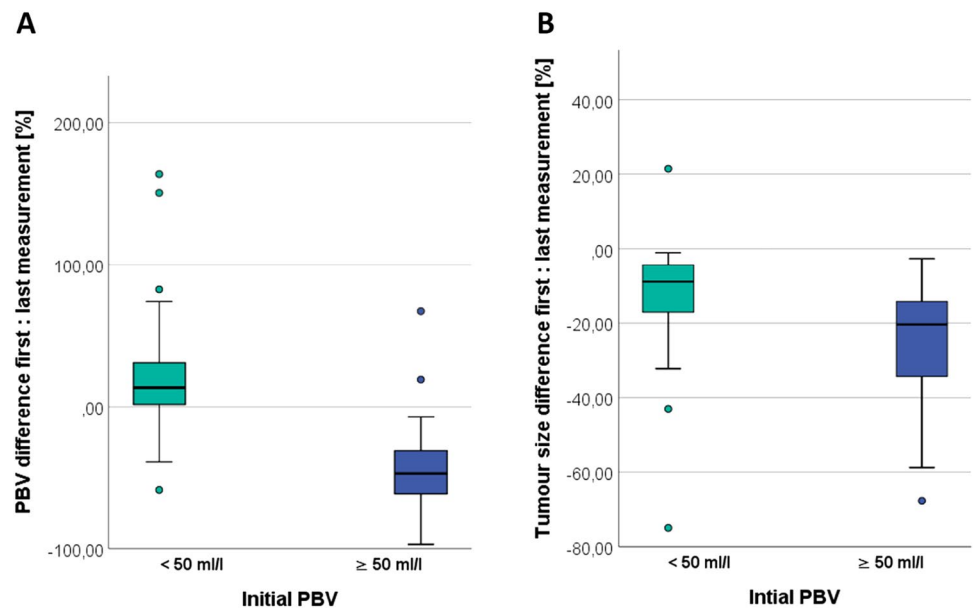 A
PBV difference first : last measurement [%]
200,00
100,00
,00
-100,00
< 50 ml/l
≥ 50 ml/l
Initial PBV
B
Tumour size difference first : last measurement [%]
40,00
20,00
,00
-20,00
-40,00
-60,00
-80,00
< 50 ml/l
≥ 50 ml/l
Intial PBV